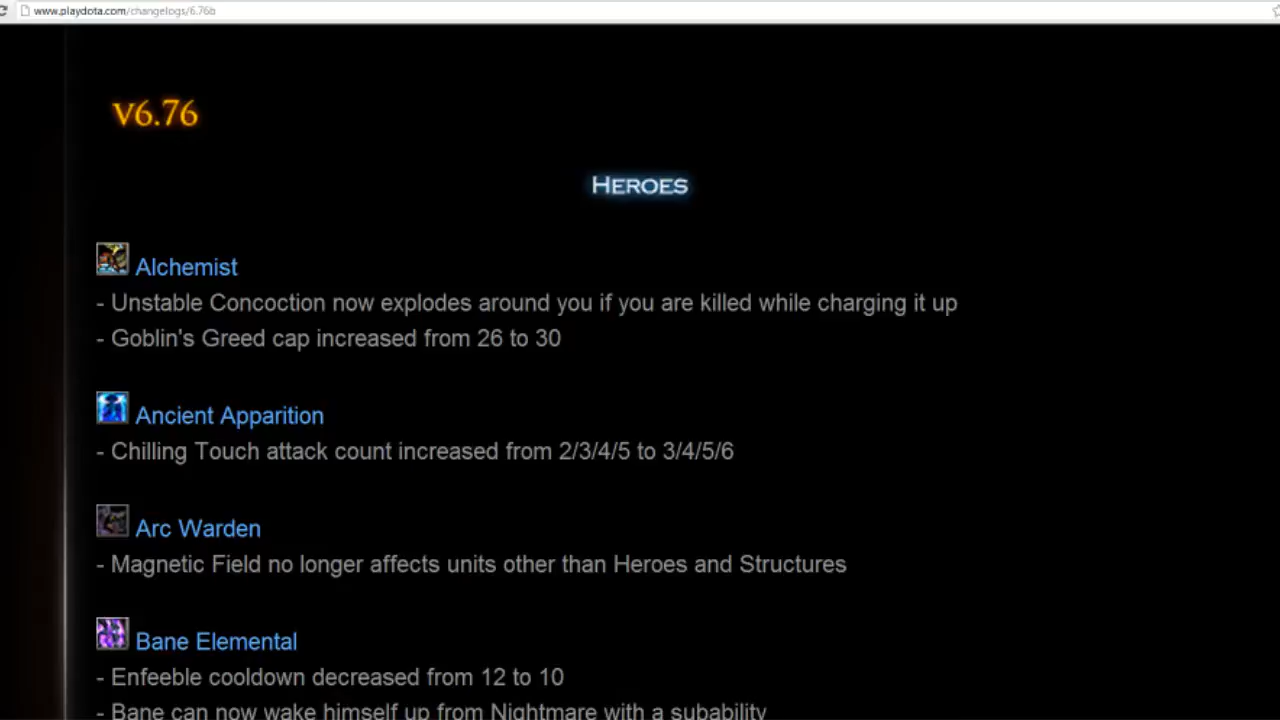 www.playdota.com/changelogs/6.76b
v6.76
Heroes
Alchemist
- Unstable Concoction now explodes around you if you are killed while charging it up
- Goblin's Greed cap increased from 26 to 30
Ancient Apparition
- Chilling Touch attack count increased from 2/3/4/5 to 3/4/5/6
Arc Warden
- Magnetic Field no longer affects units other than Heroes and Structures
Bane Elemental
- Enfeeble cooldown decreased from 12 to 10
- Bane can now wake himself up from Nightmare with a subability